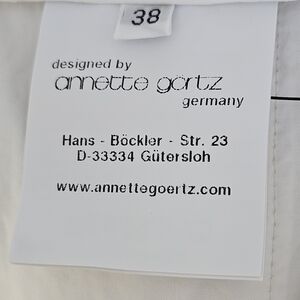 38
designed by
annette görtz
germany
Hans - Böckler - Str. 23
D-33334 Gütersloh
www.annettegoertz.com